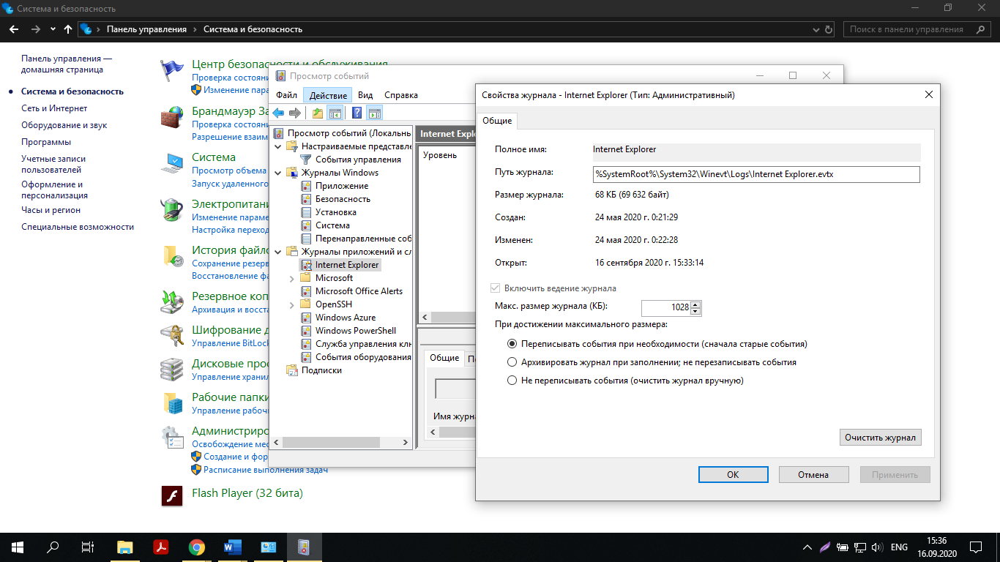 Система и безопасность
Панель управления › Система и безопасность
Поиск в панели управления
Панель управления —
домашняя страница
Система и безопасность
Сеть и Интернет
Оборудование и звук
Программы
Учетные записи
пользователей
Оформление и
персонализация
Часы и регион
Специальные возможности
Центр безопасности и обслуживания
Проверка состояни
Изменение пара
Брандмауэр За
Проверка состояни
Разрешение взаим
Система
Просмотр объема
Запуск удаленного
Электропитани
Изменение параме
Настройка переход
История файло
Сохранение резерв
Восстановление фа
Резервное коп
Архивация и восста
Шифрование д
Управление BitLock
Дисковые прос
Управление хранил
Рабочие папки
Управление рабоч
Администриро
Освобождение мес
Создание и фор
Расписание выполнения задач
Flash Player (32 бита)
Просмотр событий
Файл Действие Вид Справка
Просмотр событий (Локальнь
Настраиваемые представле
События управления
Журналы Windows
Приложение
Безопасность
Установка
Система
Перенаправленные соб
Журналы приложений и сл
Internet Explorer
Microsoft
Microsoft Office Alerts
OpenSSH
Windows Azure
Windows PowerShell
Служба управления клю
События оборудования
Подписки
Internet Explo
Уровень
Общие
П
Имя журна
Свойства журнала - Internet Explorer (Тип: Административный)
Общие
Полное имя: Internet Explorer
Путь журнала: %SystemRoot%\System32\Winevt\Logs\Internet Explorer.evtx
Размер журнала: 68 КБ (69 632 байт)
Создан: 24 мая 2020 г. 0:21:29
Изменен: 24 мая 2020 г. 0:22:28
Открыт: 16 сентября 2020 г. 15:33:14
Включить ведение журнала
Макс. размер журнала (КБ): 1028
При достижении максимального размера:
Переписывать события при необходимости (сначала старые события)
Архивировать журнал при заполнении; не перезаписывать события
Не переписывать события (очистить журнал вручную)
Очистить журнал
ОК Отмена Применить
ENG
15:36
16.09.2020